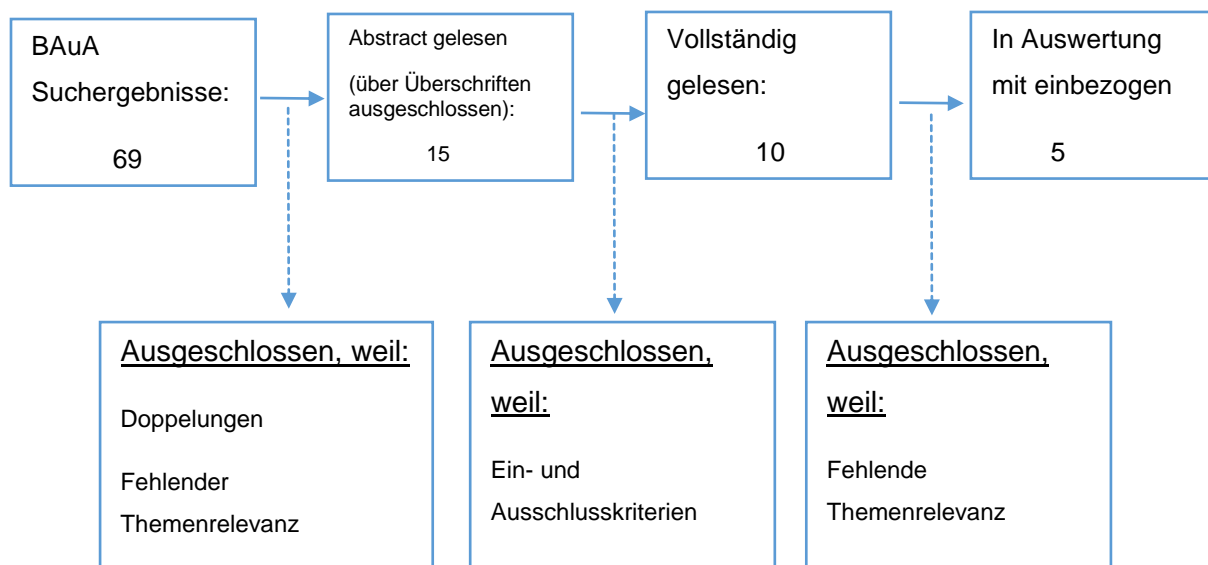 BAuA
Suchergebnisse:
69
Abstract gelesen
(über Überschriften
ausgeschlossen):
15
Vollständig
gelesen:
10
In Auswertung
mit einbezogen
5
Ausgeschlossen, weil:
Doppelungen
Fehlender
Themenrelevanz
Ausgeschlossen,
weil:
Ein- und
Ausschlusskriterien
Ausgeschlossen,
weil:
Fehlende
Themenrelevanz